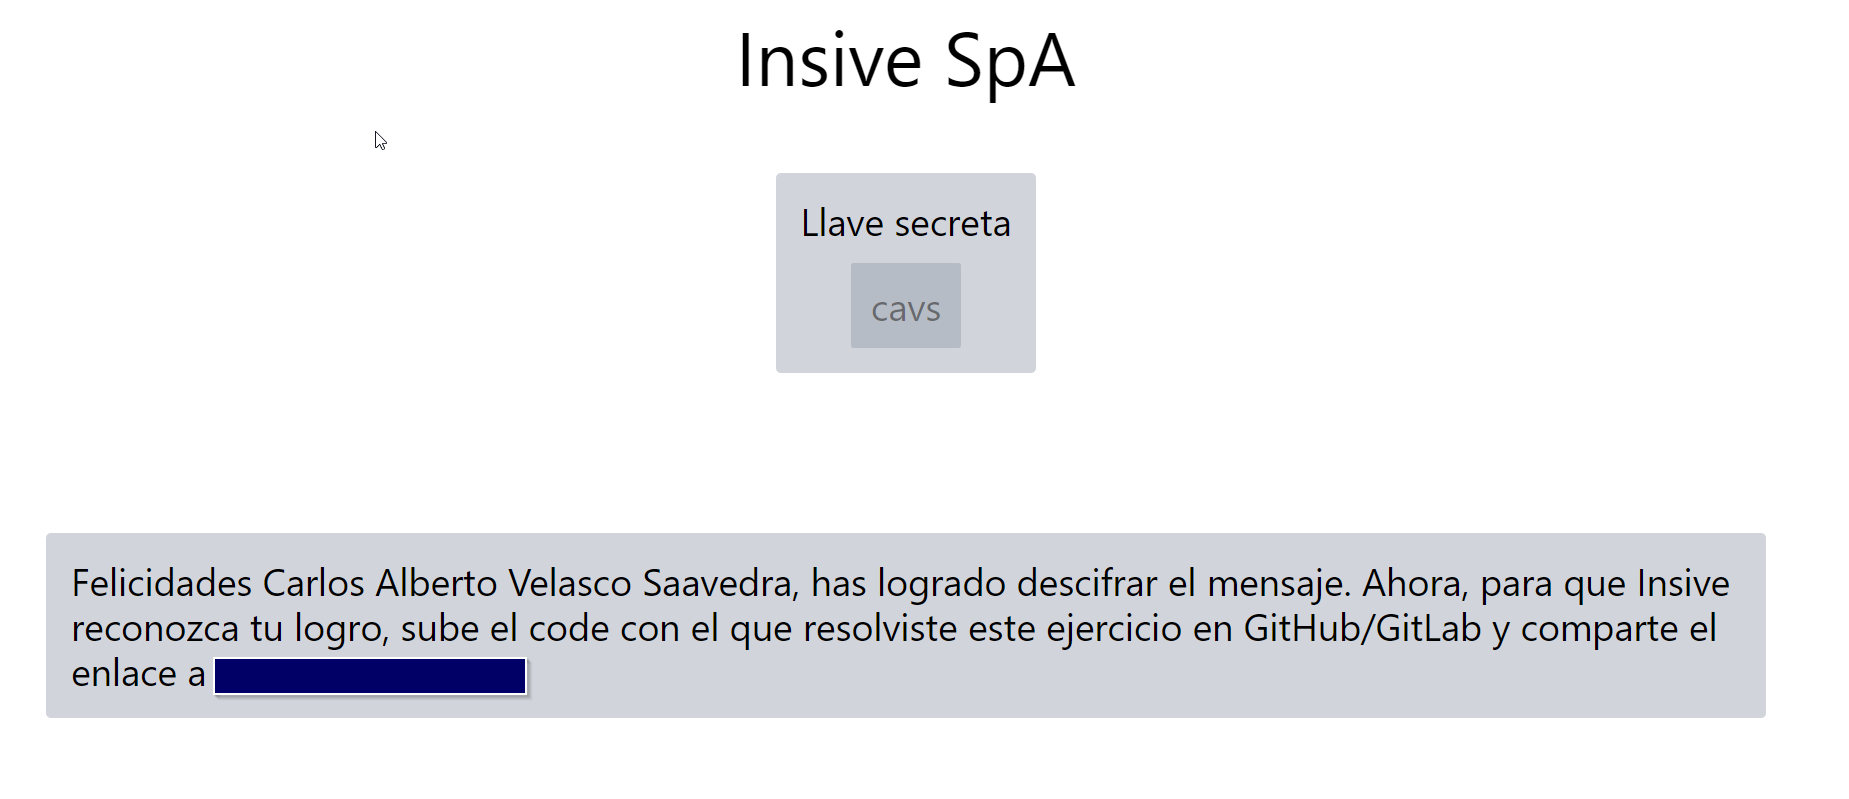 Insive SpA
Llave secreta
cavs
Felicidades Carlos Alberto Velasco Saavedra, has logrado descifrar el mensaje. Ahora, para que Insive
reconozca tu logro, sube el code con el que resolviste este ejercicio en GitHub/GitLab y comparte el
enlace a